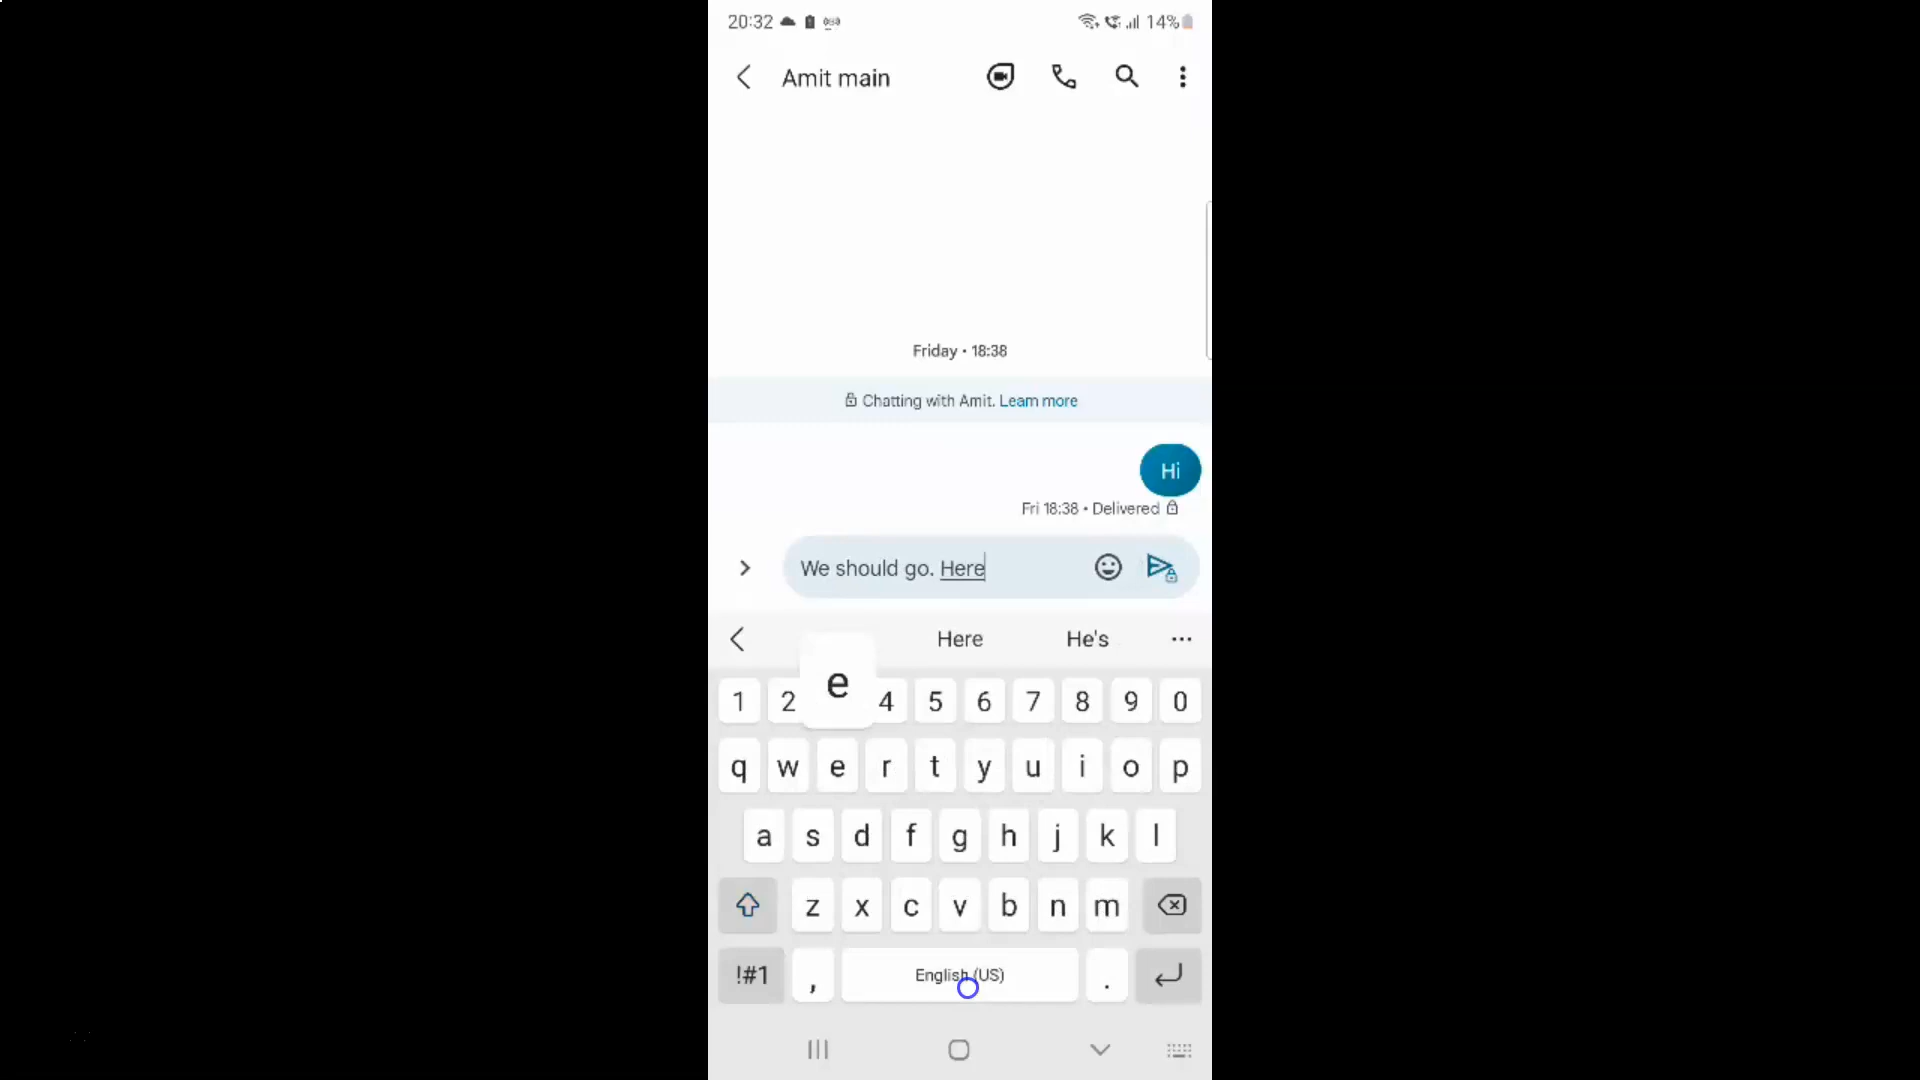 20:32 14%
Amit main
Friday • 18:38
Chatting with Amit. Learn more
Hi
Fri 18:38 • Delivered
We should go. Here
Here He's ...
e
1 2 4 5 6 7 8 9 0
q w e r t y u i o p
a s d f g h j k l
z x c v b n m
!#1 , English (US) .